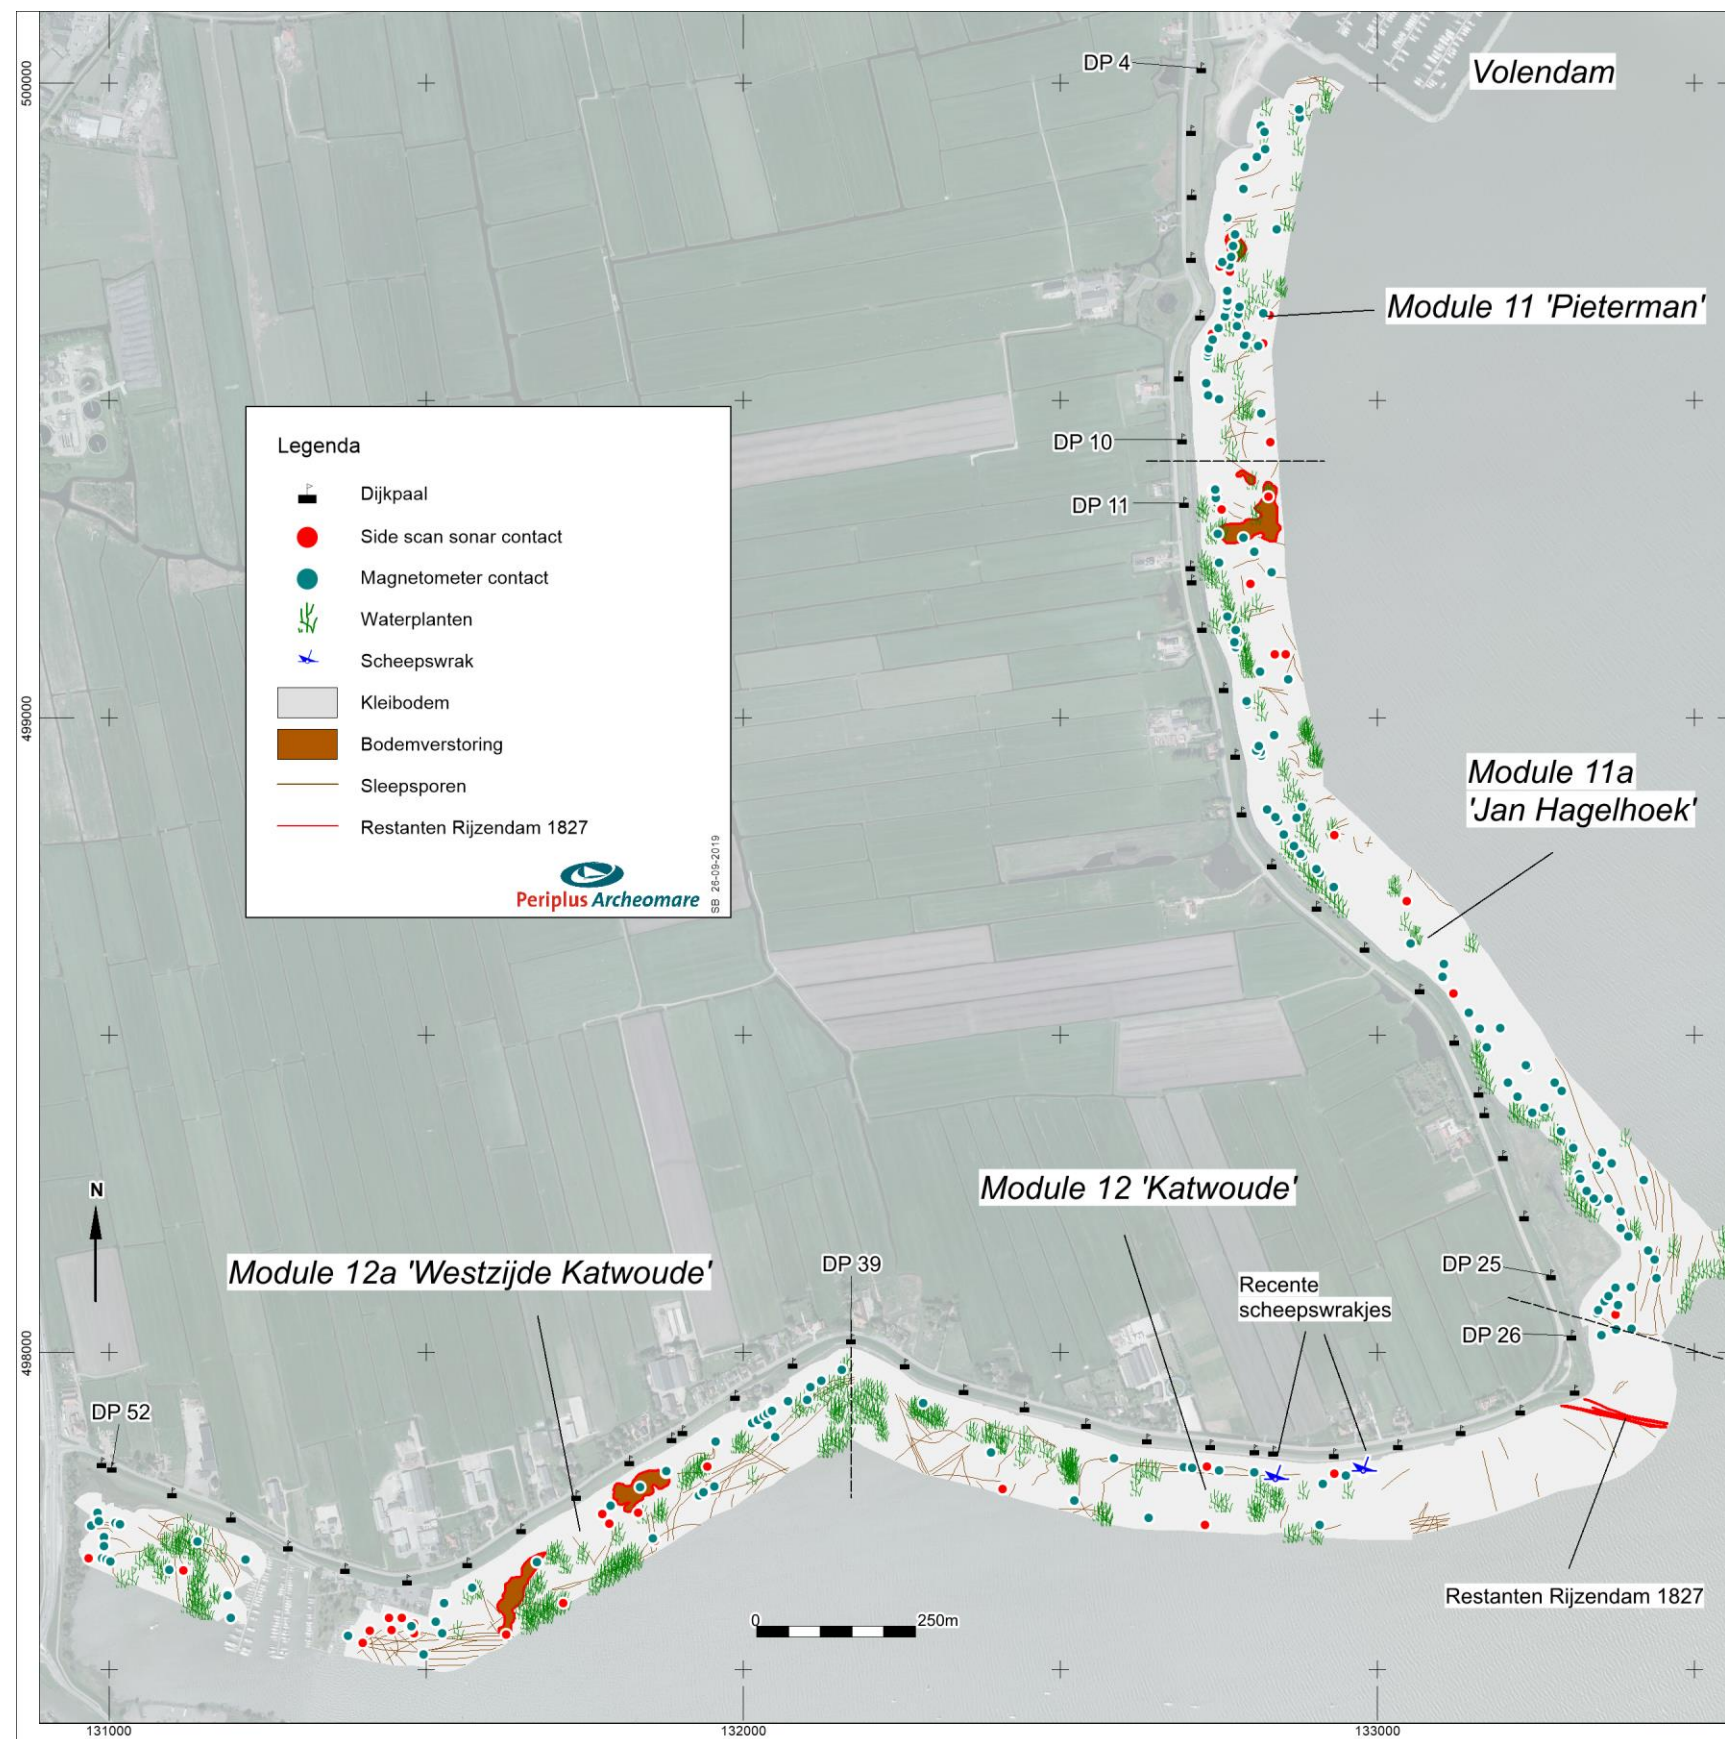 DP 4
Volendam
500000
Module 11 'Pieterman'
DP 10
DP 11
Legenda
Dijkpaal
Side scan sonar contact
Magnetometer contact
Waterplanten
Scheepswrak
Kleibodem
Bodemverstoring
Sleepsporen
Restanten Rijzendam 1827
Periplus Archeomare
SB 26-09-2019
499000
Module 11a
'Jan Hagelhoek'
N
Module 12 'Katwoude'
Module 12a 'Westzijde Katwoude'
DP 39
DP 25
Recente
scheepswrakjes
DP 26
498000
DP 52
Restanten Rijzendam 1827
0
250m
131000
132000
133000